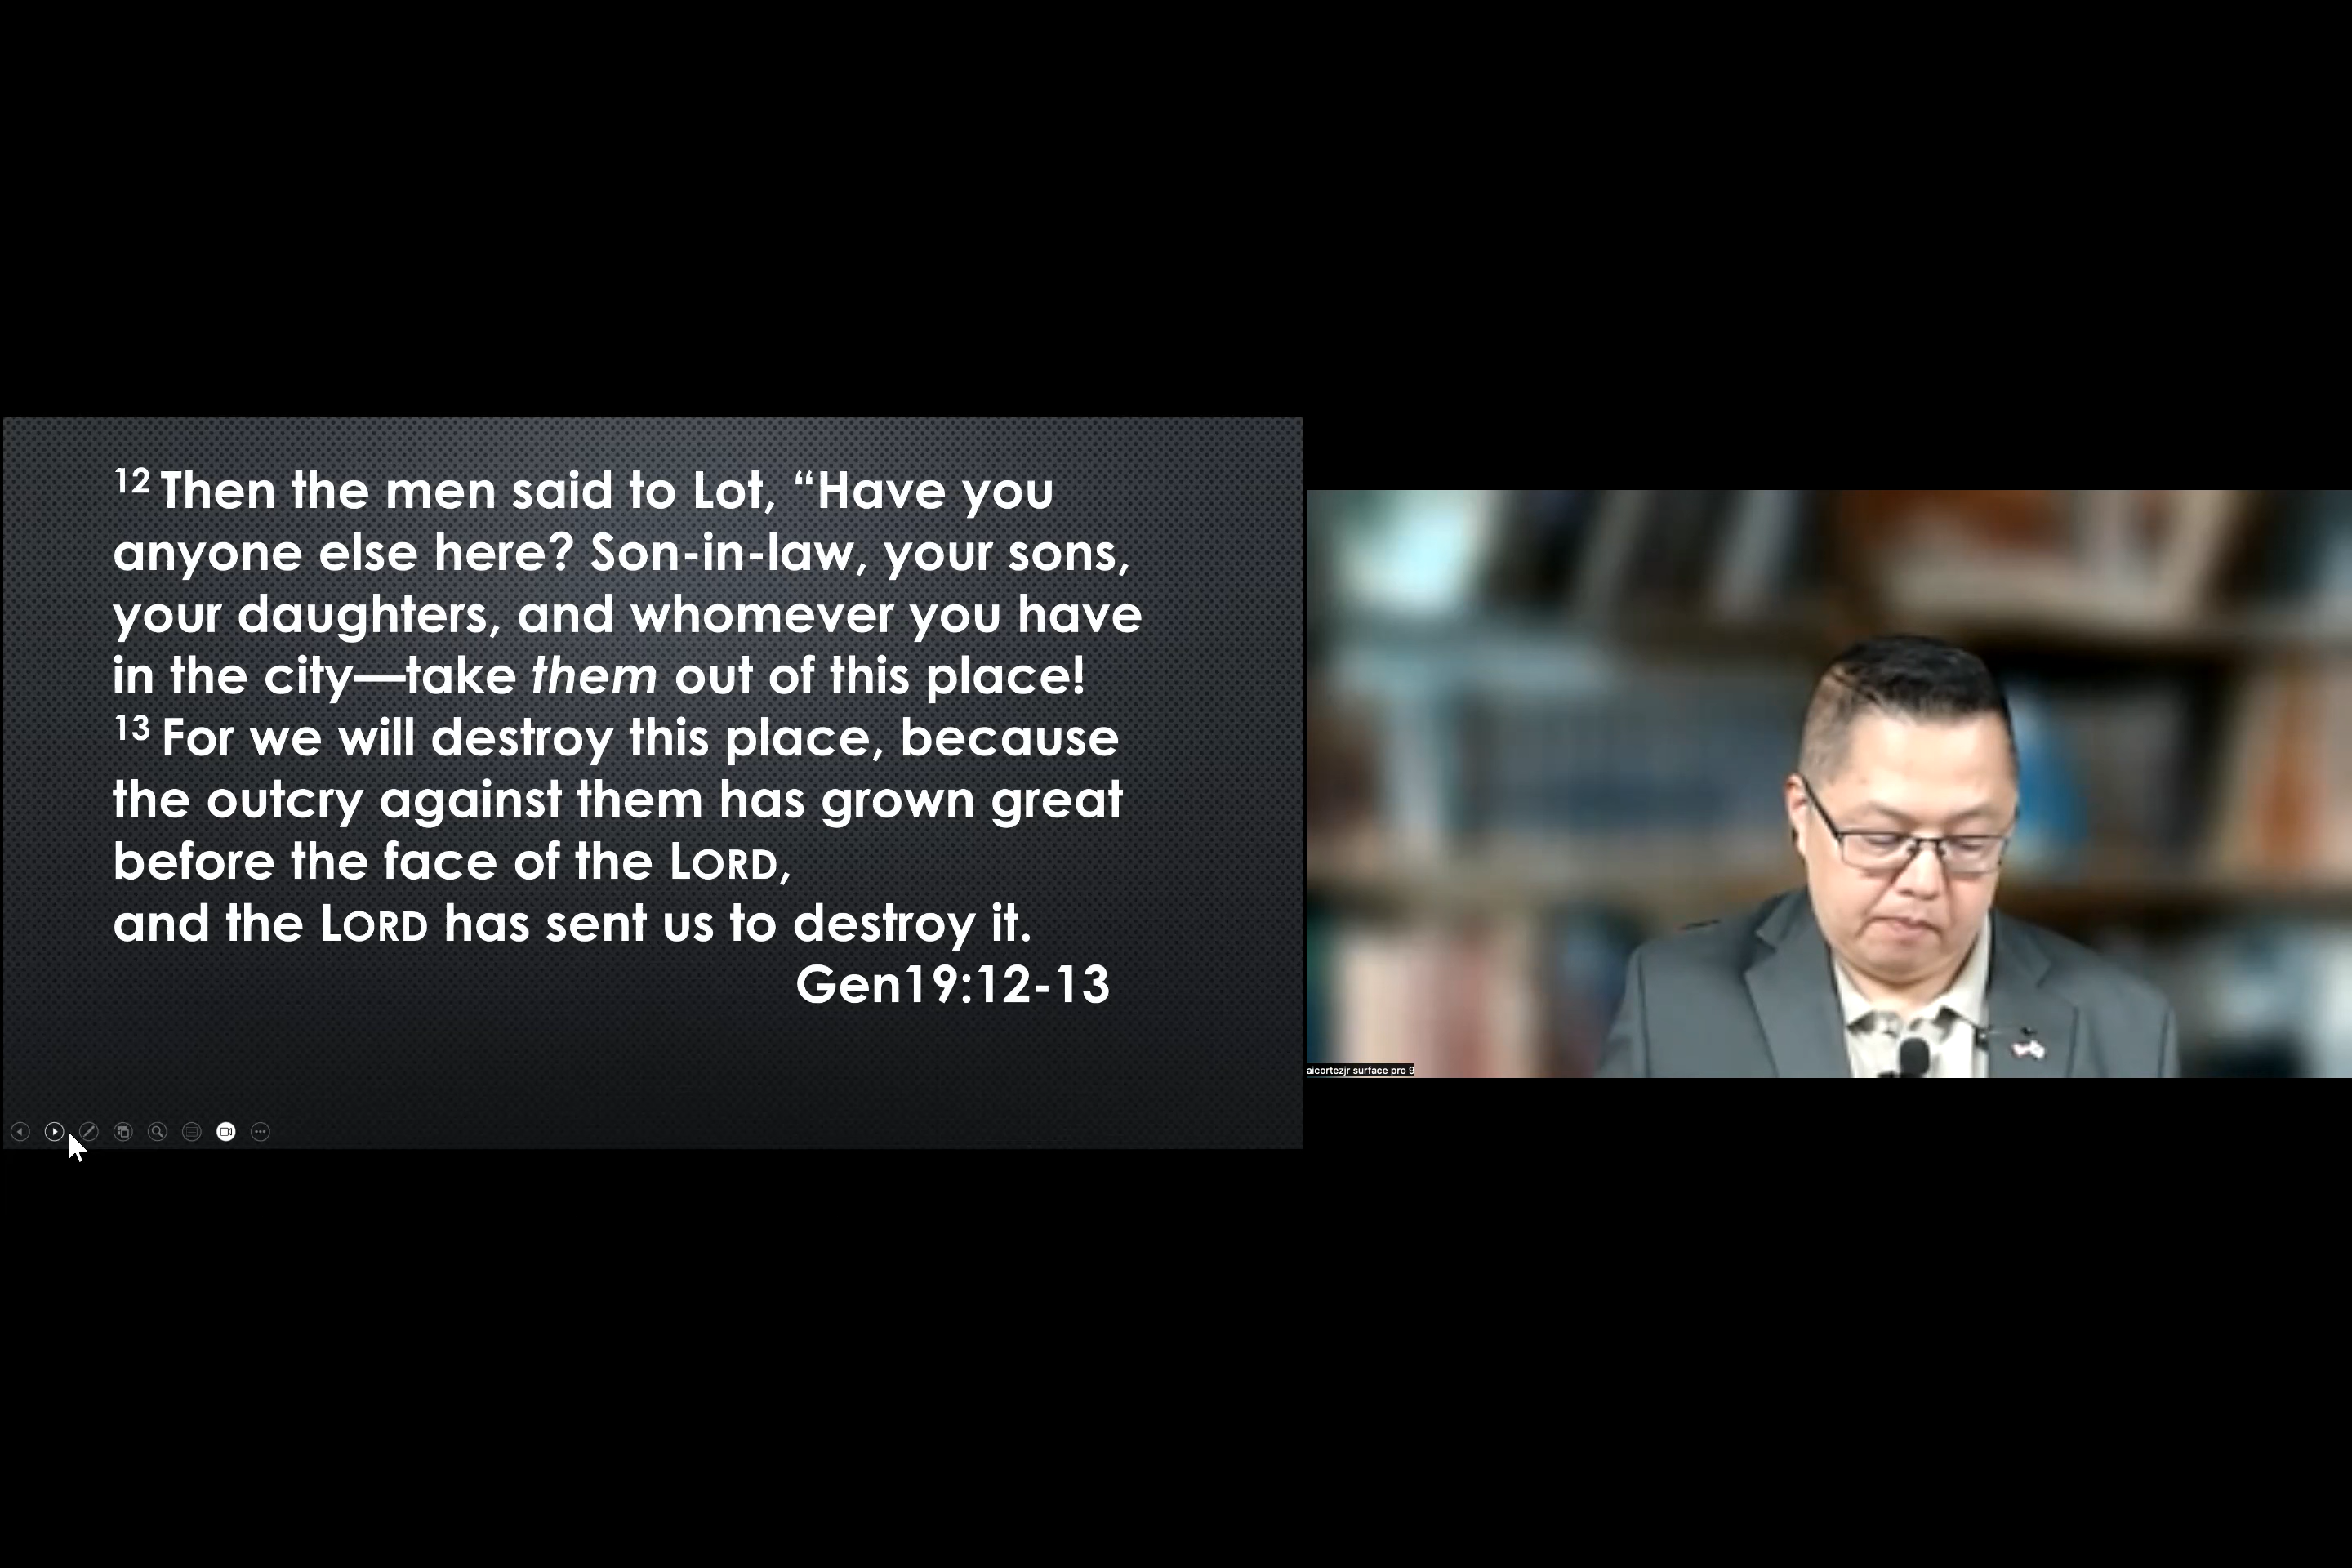 12 Then the men said to Lot, “Have you
anyone else here? Son-in-law, your sons,
your daughters, and whomever you have
in the city—take them out of this place!
13 For we will destroy this place, because
the outcry against them has grown great
before the face of the LORD,
and the LORD has sent us to destroy it.
Gen19:12-13
aicortezjr surface pro 9